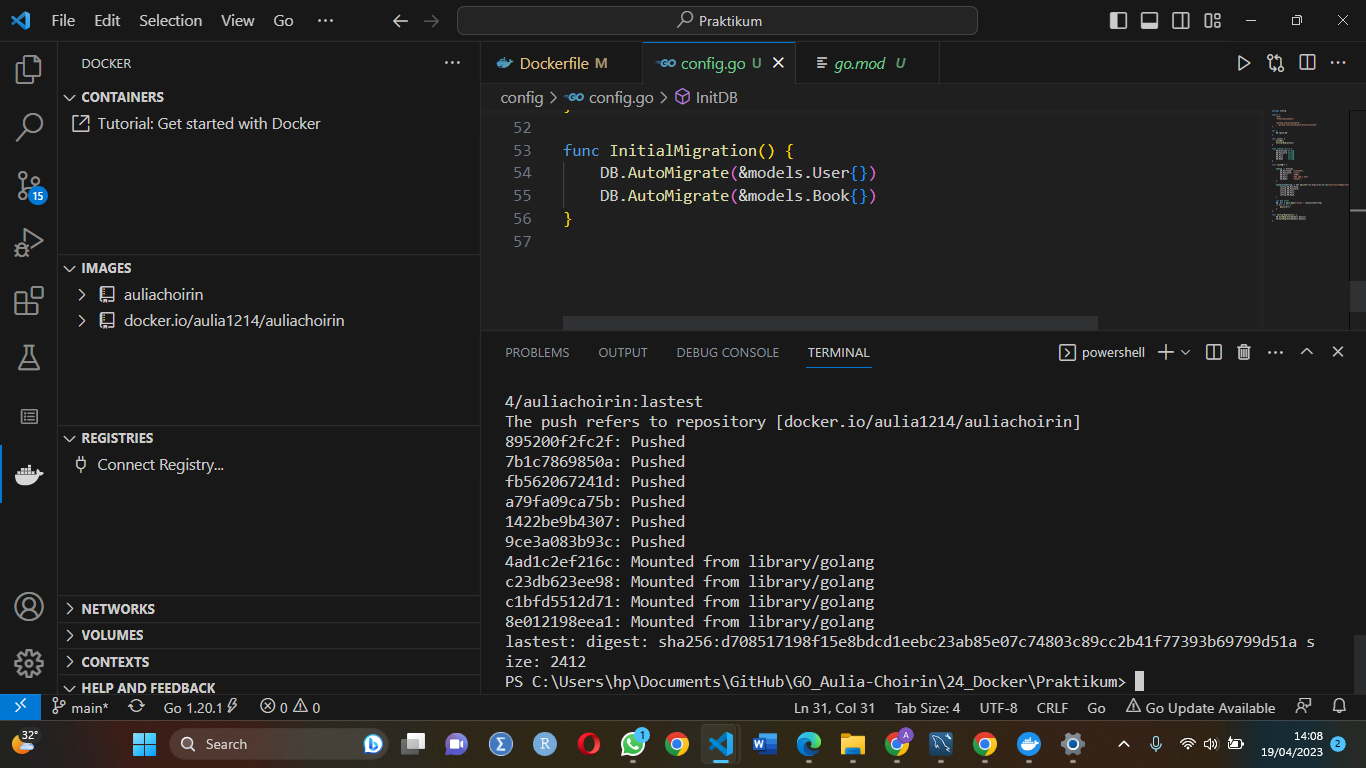 File Edit Selection View Go ··· Praktikum
DOCKER
CONTAINERS
Tutorial: Get started with Docker
IMAGES
auliachoirin
docker.io/aulia1214/auliachoirin
REGISTRIES
Connect Registry...
NETWORKS
VOLUMES
CONTEXTS
HELP AND FEEDBACK
15
Dockerfile M config.go U go.mod U
config > config.go > InitDB
52
53 func InitialMigration() {
54 DB.AutoMigrate(&models.User{})
55 DB.AutoMigrate(&models.Book{})
56 }
57
PROBLEMS OUTPUT DEBUG CONSOLE TERMINAL powershell
4/auliachoirin:lastest
The push refers to repository [docker.io/aulia1214/auliachoirin]
895200f2fc2f: Pushed
7b1c7869850a: Pushed
fb562067241d: Pushed
a79fa09ca75b: Pushed
1422be9b4307: Pushed
9ce3a083b93c: Pushed
4ad1c2ef216c: Mounted from library/golang
c23db623ee98: Mounted from library/golang
c1bfd5512d71: Mounted from library/golang
8e012198eea1: Mounted from library/golang
lastest: digest: sha256:d708517198f15e8bdcd1eebc23ab85e07c74803c89cc2b41f77393b69799d51a s
ize: 2412
PS C:\Users\hp\Documents\GitHub\GO_Aulia-Choirin\24_Docker\Praktikum>
main* Go 1.20.1 0 0 Ln 31, Col 31 Tab Size: 4 UTF-8 CRLF Go Go Update Available
32° Search 1 A 14:08
19/04/2023 2